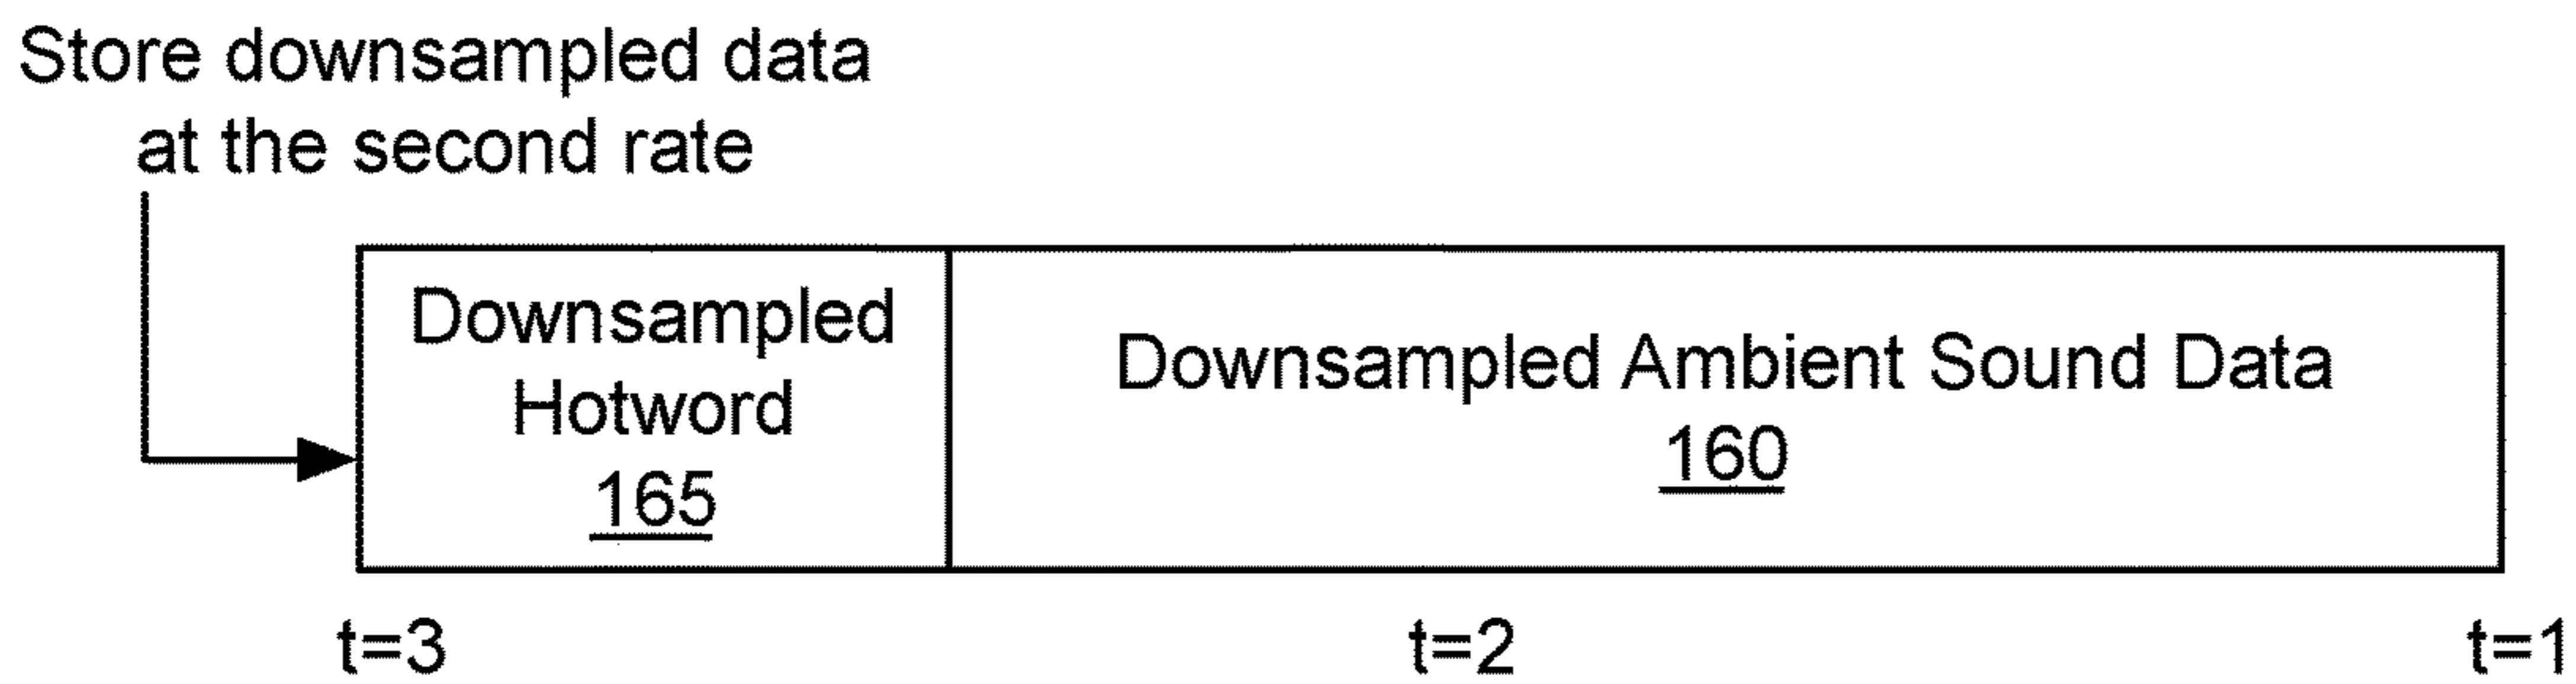 Store downsampled data
at the second rate
Downsampled
Hotword
165
Downsampled Ambient Sound Data
160
t=3
t=2
t=1